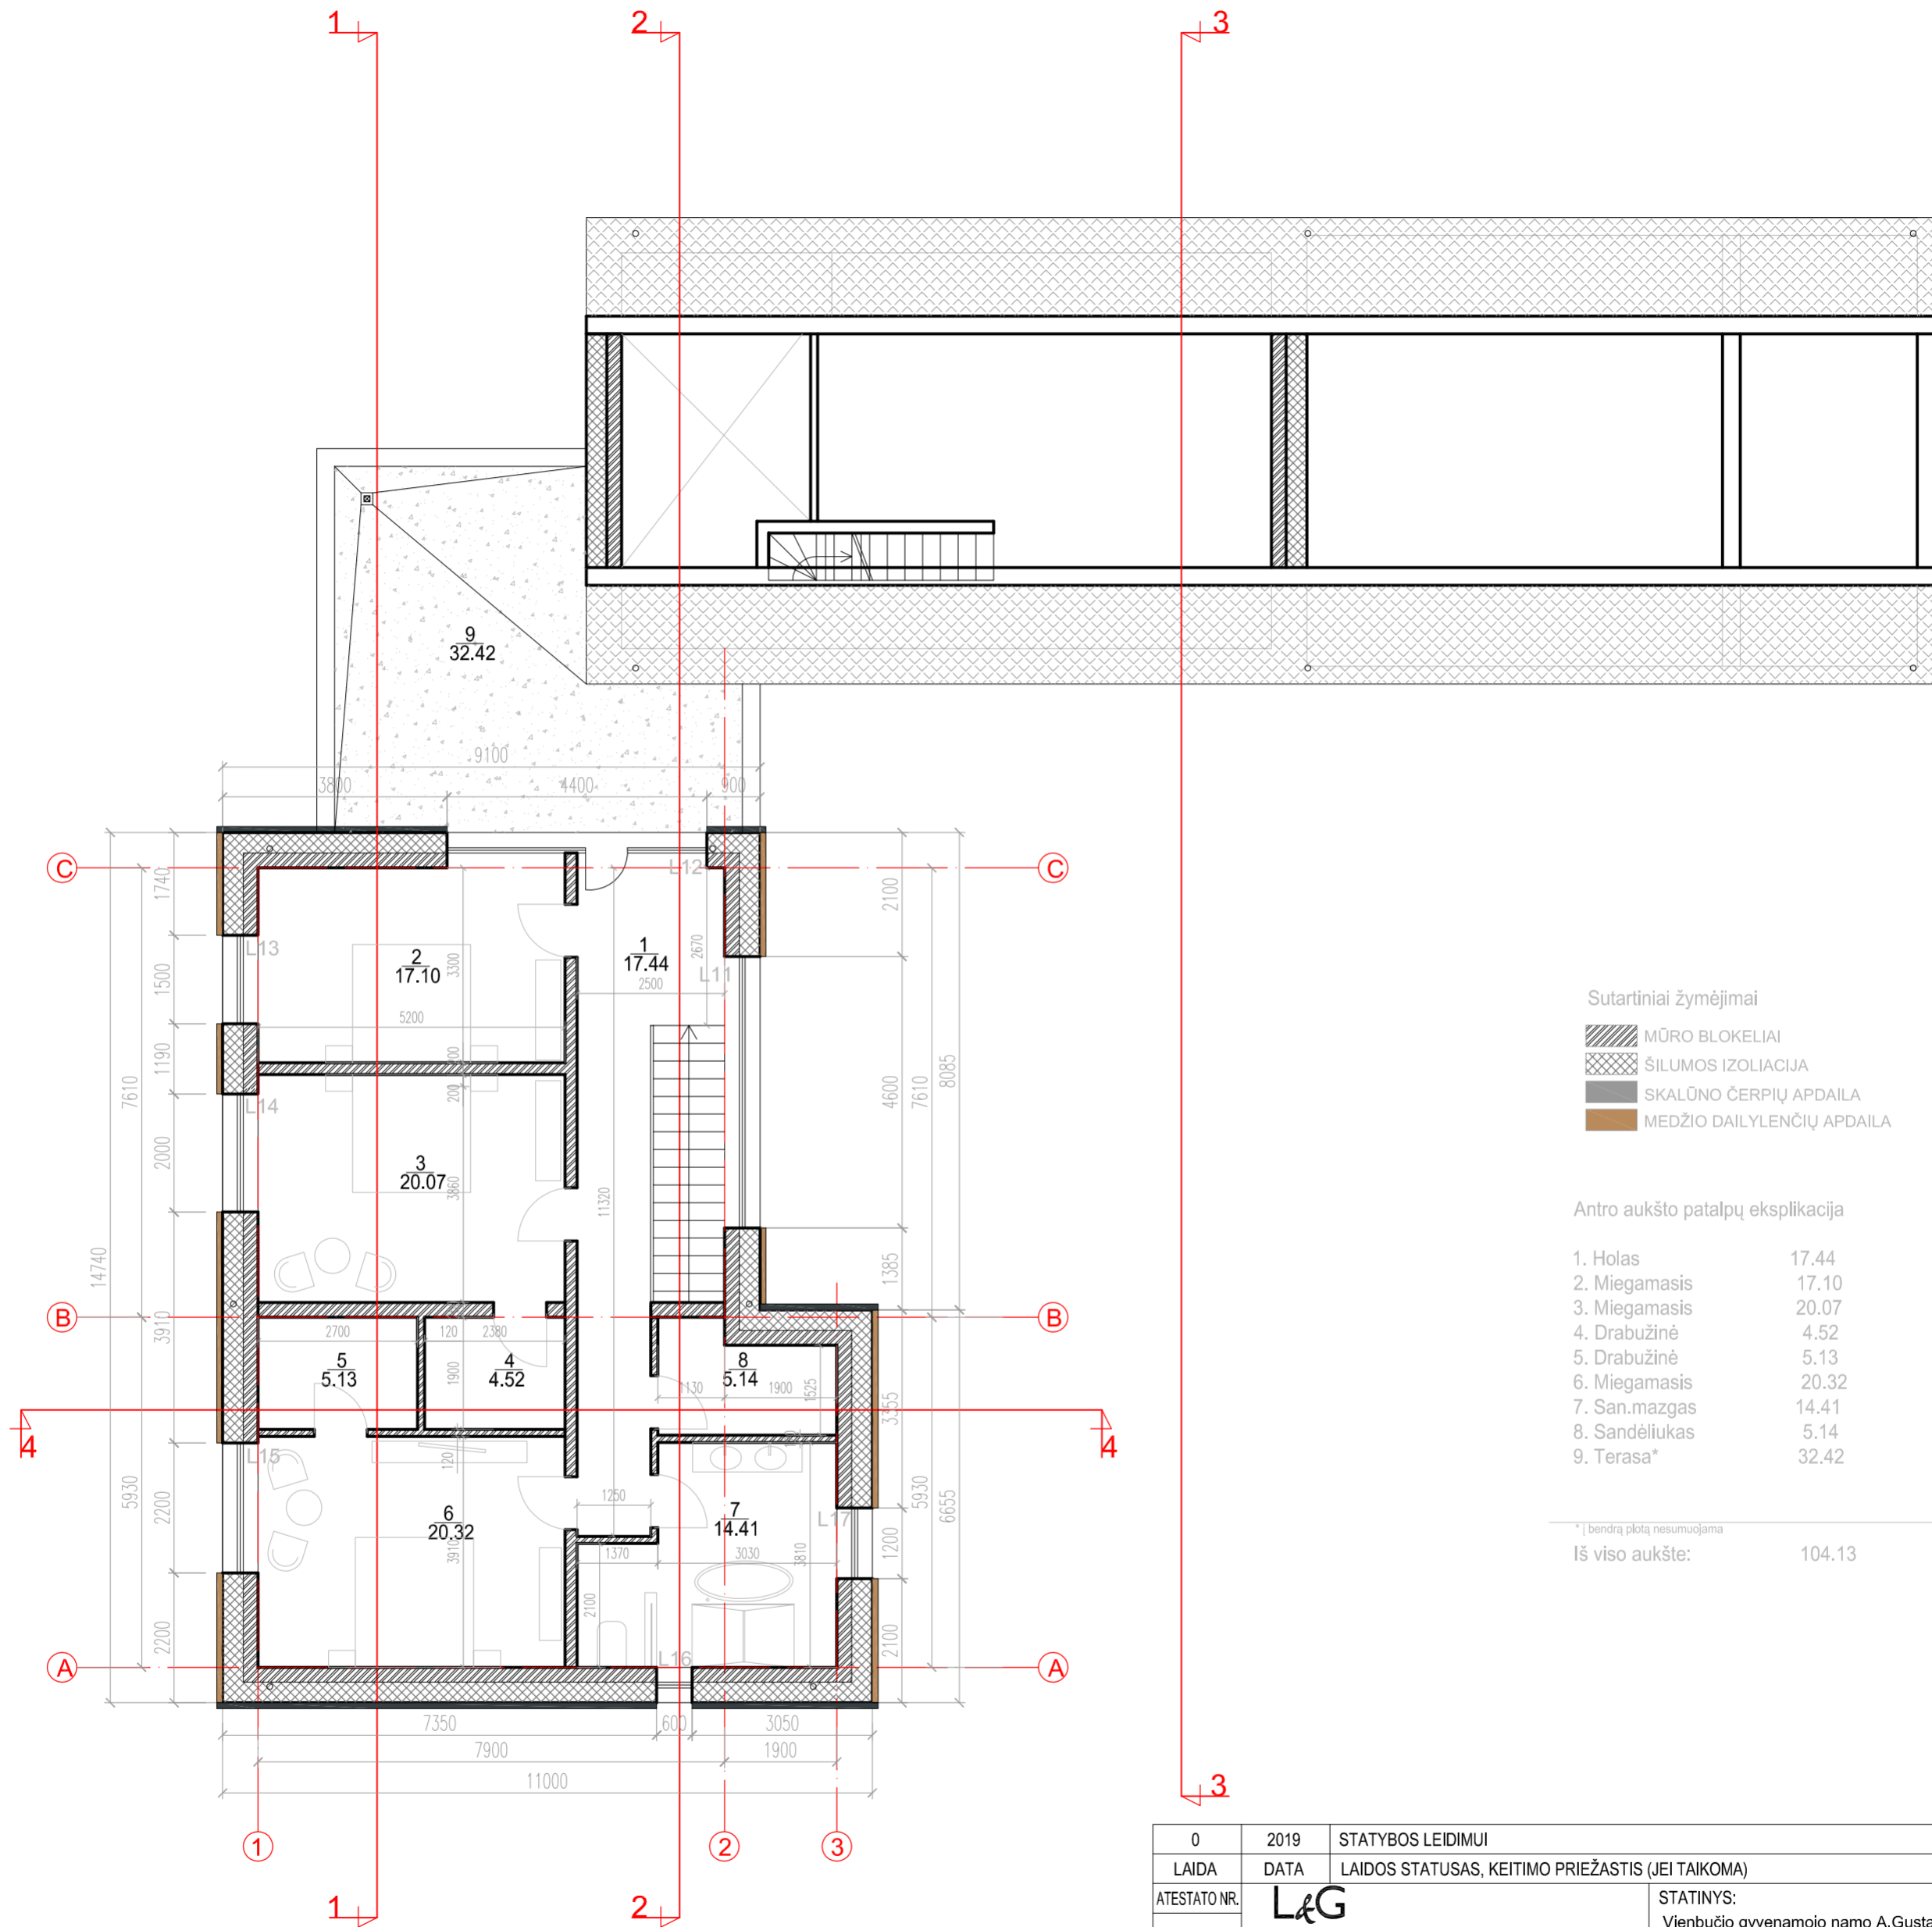 1
2
3
9
32.42
9100
3800
4400
900
C
C
L12
L13
L11
2
17.10
3300
5200
1
17.44
2670
2500
1740
1500
1190
7610
2000
14740
3910
2100
4600
7610
8085
1385
200
200
L14
3
20.07
3860
11320
B
B
2700
120
2380
5
5.13
4
4.52
1900
8
5.14
1130
1900
1525
3355
4
4
L15
120
6
20.32
3910
1250
7
14.41
L17
1370
3030
3810
2100
5930
2200
2200
5930
6655
1200
2100
L16
A
A
7350
600
3050
7900
1900
11000
1
2
3
1
2
3
Sutartiniai žymėjimai
MŪRO BLOKELIAI
ŠILUMOS IZOLIACIJA
SKALŪNO ČERPIŲ APDAILA
MEDŽIO DAILYLENČIŲ APDAILA
Antro aukšto patalpų eksplikacija
1. Holas 17.44
2. Miegamasis 17.10
3. Miegamasis 20.07
4. Drabužinė 4.52
5. Drabužinė 5.13
6. Miegamasis 20.32
7. San.mazgas 14.41
8. Sandėliukas 5.14
9. Terasa* 32.42
* Į bendrą plotą nesumuojama
Iš viso aukšte: 104.13
0 2019 STATYBOS LEIDIMUI
LAIDA DATA LAIDOS STATUSAS, KEITIMO PRIEŽASTIS (JEI TAIKOMA)
ATESTATO NR. L&G STATINYS:
Vienbučio gyvenamojo namo A.Gusta